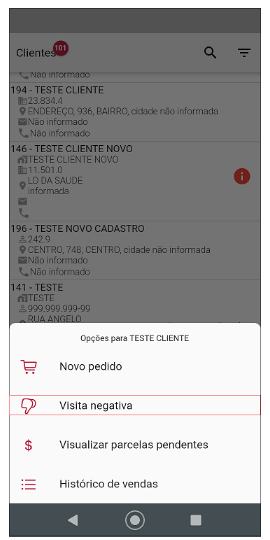 Clientes
101
Não informado
194 - TESTE CLIENTE
23.834.4
ENDEREÇO, 936, BAIRRO, cidade não informada
Não informado
Não informado
146 - TESTE CLIENTE NOVO
TESTE CLIENTE NOVO
11.501.0
LO DA SAUDE
informada
196 - TESTE NOVO CADASTRO
242.9
CENTRO, 748, CENTRO, cidade não informada
Não informado
Não informado
141 - TESTE
TESTE
999.999.999-99
RUA ANGELO
Opções para TESTE CLIENTE
Novo pedido
Visita negativa
$ Visualizar parcelas pendentes
Histórico de vendas